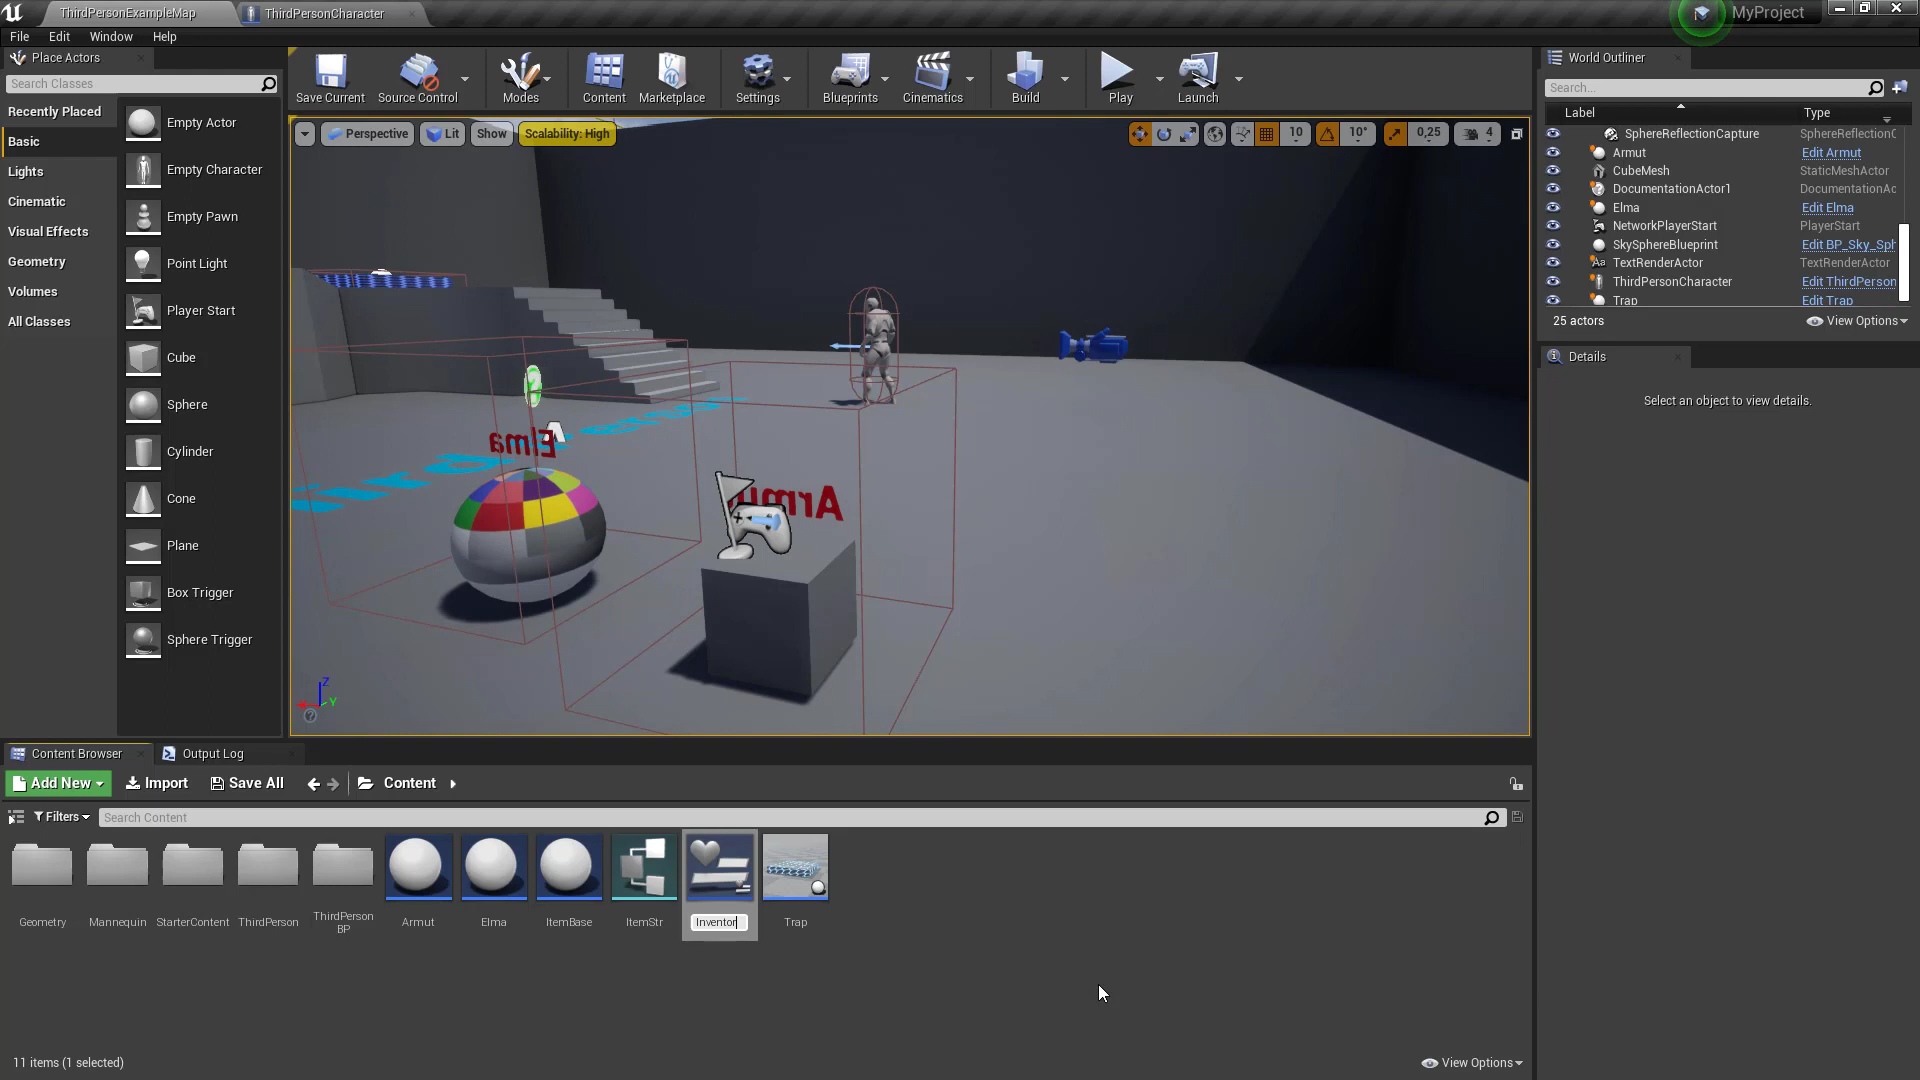 ThirdPersonExampleMap
ThirdPersonCharacter
MyProject
File Edit Window Help
Place Actors
Search Classes
Recently Placed
Basic
Lights
Cinematic
Visual Effects
Geometry
Volumes
All Classes
Empty Actor
Empty Character
Empty Pawn
Point Light
Player Start
Cube
Sphere
Cylinder
Cone
Plane
Box Trigger
Sphere Trigger
Save Current
Source Control
Modes
Content
Marketplace
Settings
Blueprints
Cinematics
Build
Play
Launch
Perspective
Lit
Show
Scalability: High
10
10°
0,25
4
Elma
Z
Y
World Outliner
Search...
Label Type
SphereReflectionCapture SphereReflectionC
Armut Edit Armut
CubeMesh StaticMeshActor
DocumentationActor1 DocumentationAc
Elma Edit Elma
NetworkPlayerStart PlayerStart
SkySphereBlueprint Edit BP_Sky_Sph
TextRenderActor TextRenderActor
ThirdPersonCharacter Edit ThirdPerson
Trap Edit Trap
25 actors
View Options
Details
Select an object to view details.
Content Browser
Output Log
Add New
Import
Save All
Content
Filters
Search Content
Geometry
Mannequin
StarterContent
ThirdPerson
ThirdPerson
BP
Armut
Elma
ItemBase
ItemStr
Inventor
Trap
11 items (1 selected)
View Options